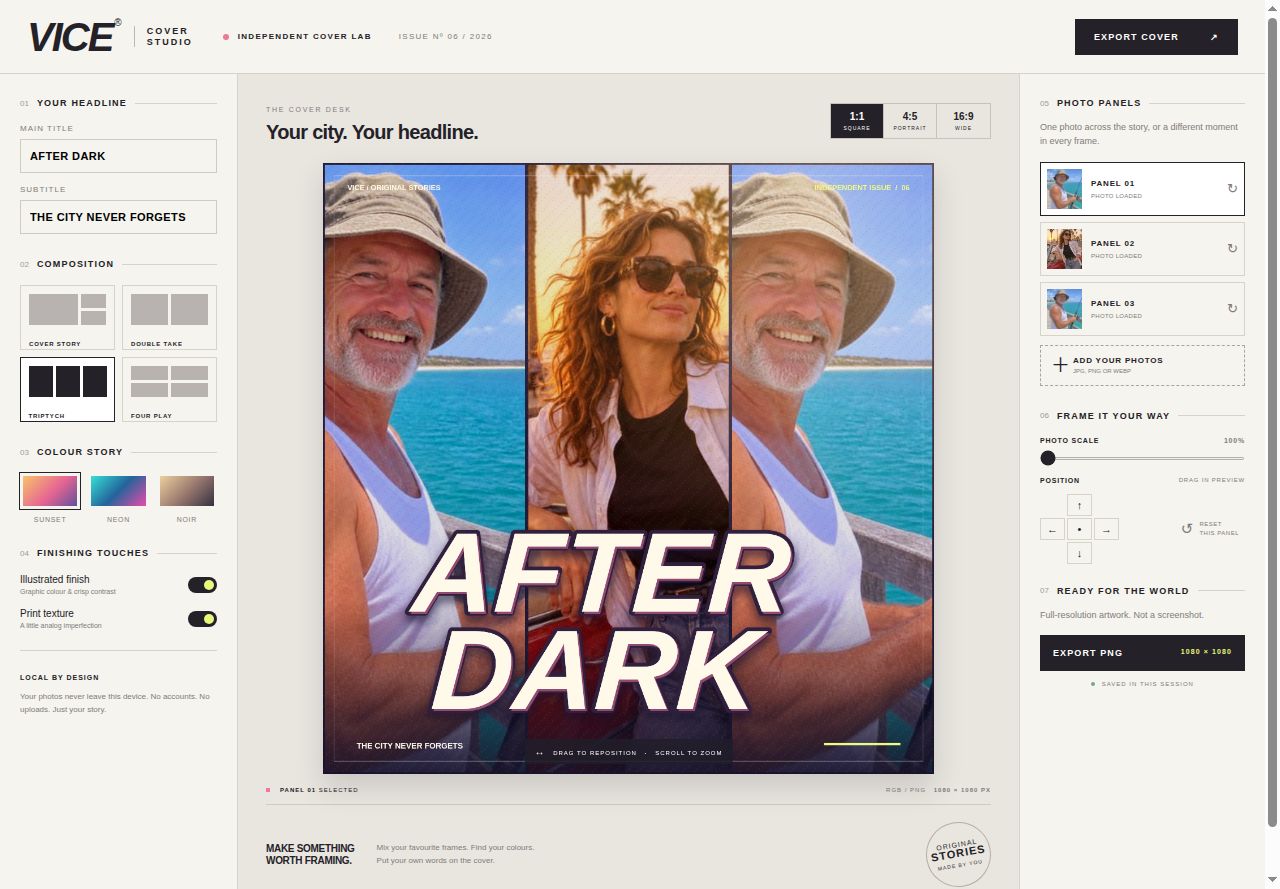 VICE®
COVER
STUDIO
INDEPENDENT COVER LAB
ISSUE Nº 06 / 2026
EXPORT COVER ↗
01 YOUR HEADLINE
MAIN TITLE
AFTER DARK
SUBTITLE
THE CITY NEVER FORGETS
02 COMPOSITION
COVER STORY
DOUBLE TAKE
TRIPTYCH
FOUR PLAY
03 COLOUR STORY
SUNSET
NEON
NOIR
04 FINISHING TOUCHES
Illustrated finish
Graphic colour & crisp contrast
Print texture
A little analog imperfection
LOCAL BY DESIGN
Your photos never leave this device. No accounts. No
uploads. Just your story.
THE COVER DESK
Your city. Your headline.
1:1
SQUARE
4:5
PORTRAIT
16:9
WIDE
VICE / ORIGINAL STORIES
INDEPENDENT ISSUE / 06
AFTER
DARK
THE CITY NEVER FORGETS
↔ DRAG TO REPOSITION · SCROLL TO ZOOM
PANEL 01 SELECTED
RGB / PNG 1080 × 1080 PX
MAKE SOMETHING
WORTH FRAMING.
Mix your favourite frames. Find your colours.
Put your own words on the cover.
ORIGINAL
STORIES
MADE BY YOU
05 PHOTO PANELS
One photo across the story, or a different moment
in every frame.
PANEL 01
PHOTO LOADED
PANEL 02
PHOTO LOADED
PANEL 03
PHOTO LOADED
ADD YOUR PHOTOS
JPG, PNG OR WEBP
06 FRAME IT YOUR WAY
PHOTO SCALE 100%
POSITION DRAG IN PREVIEW
RESET
THIS PANEL
07 READY FOR THE WORLD
Full-resolution artwork. Not a screenshot.
EXPORT PNG 1080 × 1080
SAVED IN THIS SESSION